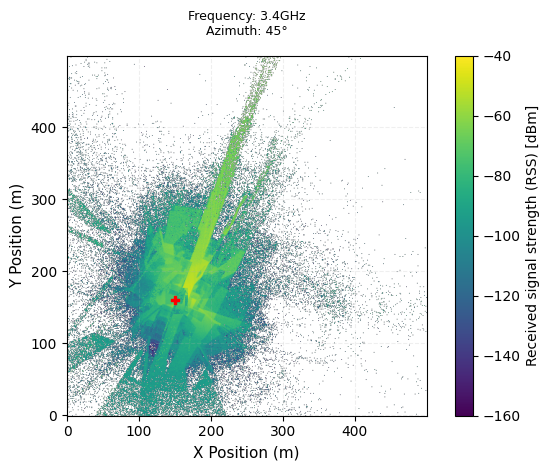 Frequency: 3.4GHz
Azimuth: 45°
Y Position (m)
400
300
200
100
0
0 100 200 300 400
X Position (m)
−40
−60
−80
−100
−120
−140
−160
Received signal strength (RSS) [dBm]